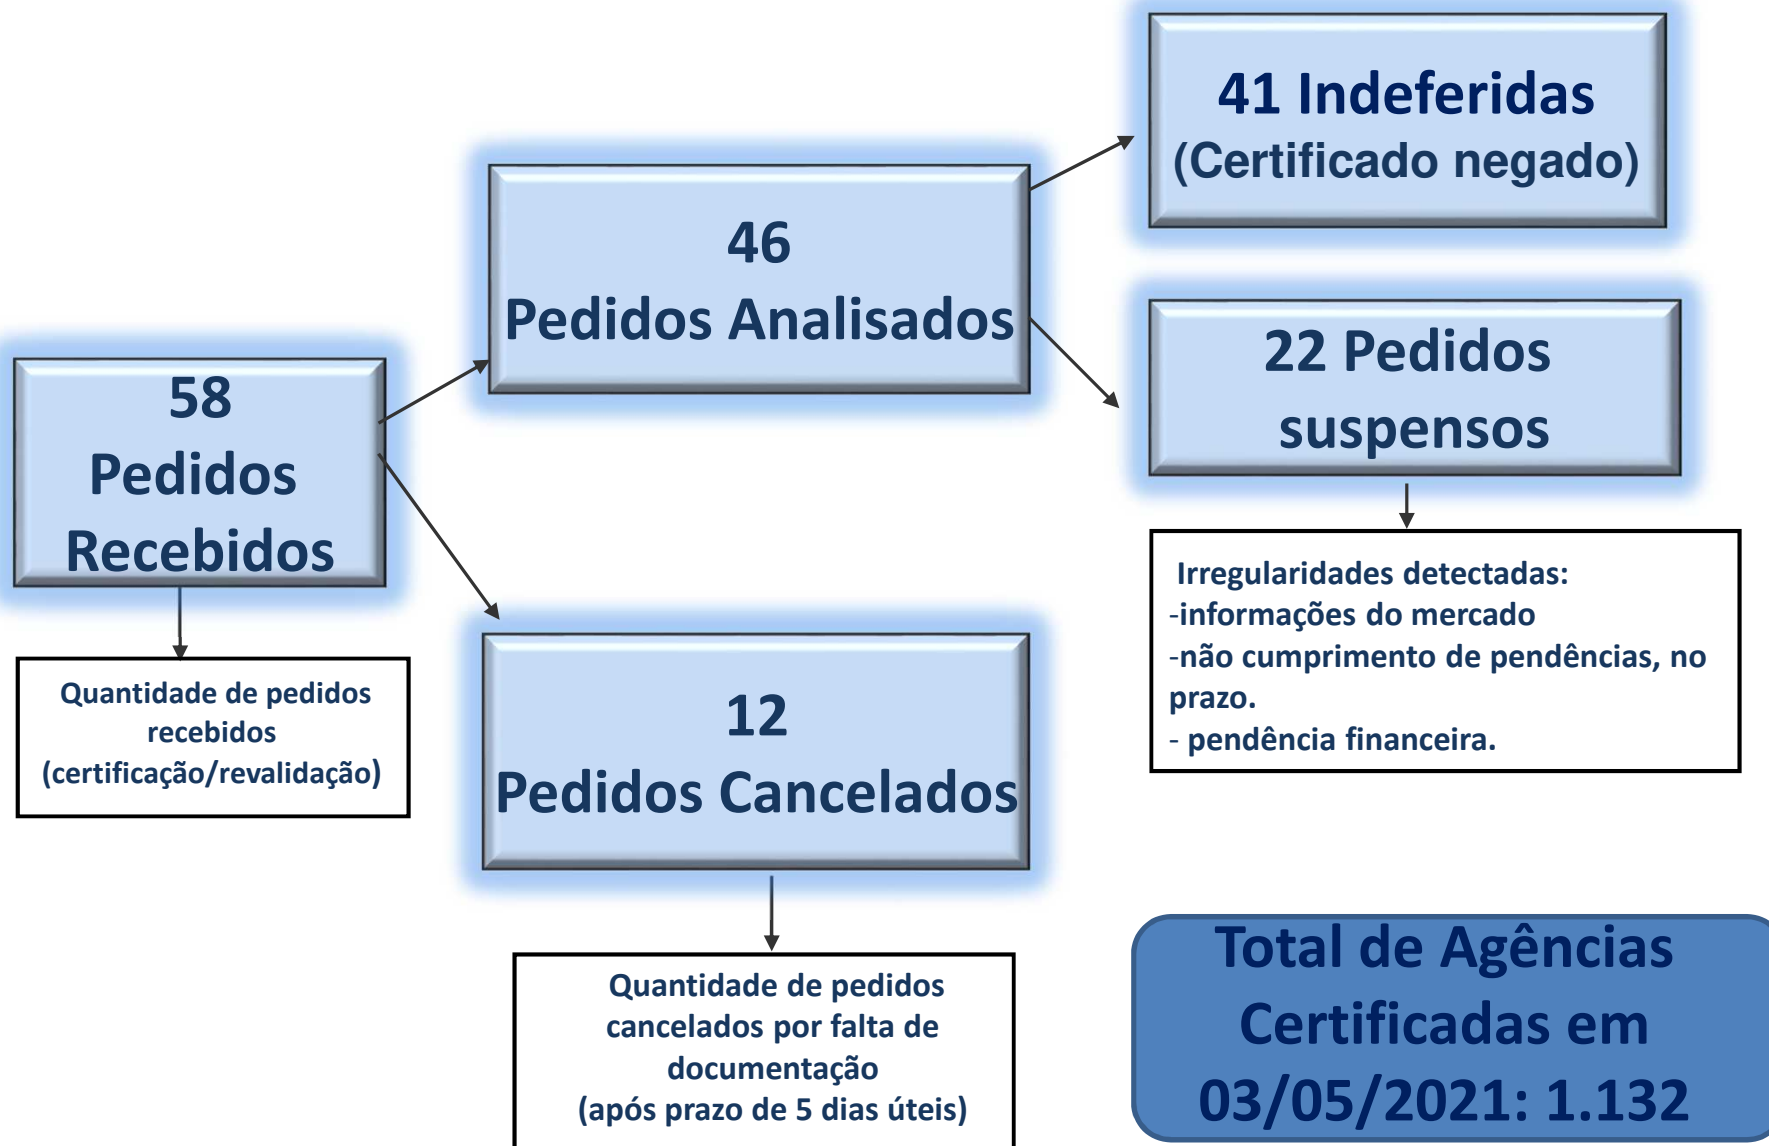 58
Pedidos
Recebidos
Quantidade de pedidos
recebidos
(certificação/revalidação)
46
Pedidos Analisados
12
Pedidos Cancelados
Quantidade de pedidos
cancelados por falta de
documentação
(após prazo de 5 dias úteis)
41 Indeferidas
(Certificado negado)
22 Pedidos
suspensos
Irregularidades detectadas:
-informações do mercado
-não cumprimento de pendências, no
prazo.
- pendência financeira.
Total de Agências
Certificadas em
03/05/2021: 1.132